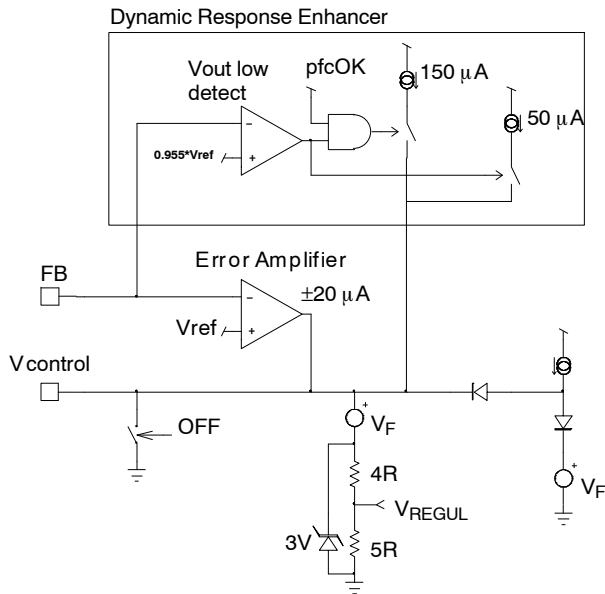 Dynamic Response Enhancer
Vout low
detect
pfcOK
150 μA
50 μA
0.955*Vref
−
+
FB
Error Amplifier
±20 μA
−
Vref
+
Vcontrol
OFF
+
VF
4R
VREGUL
3V
5R
+
VF